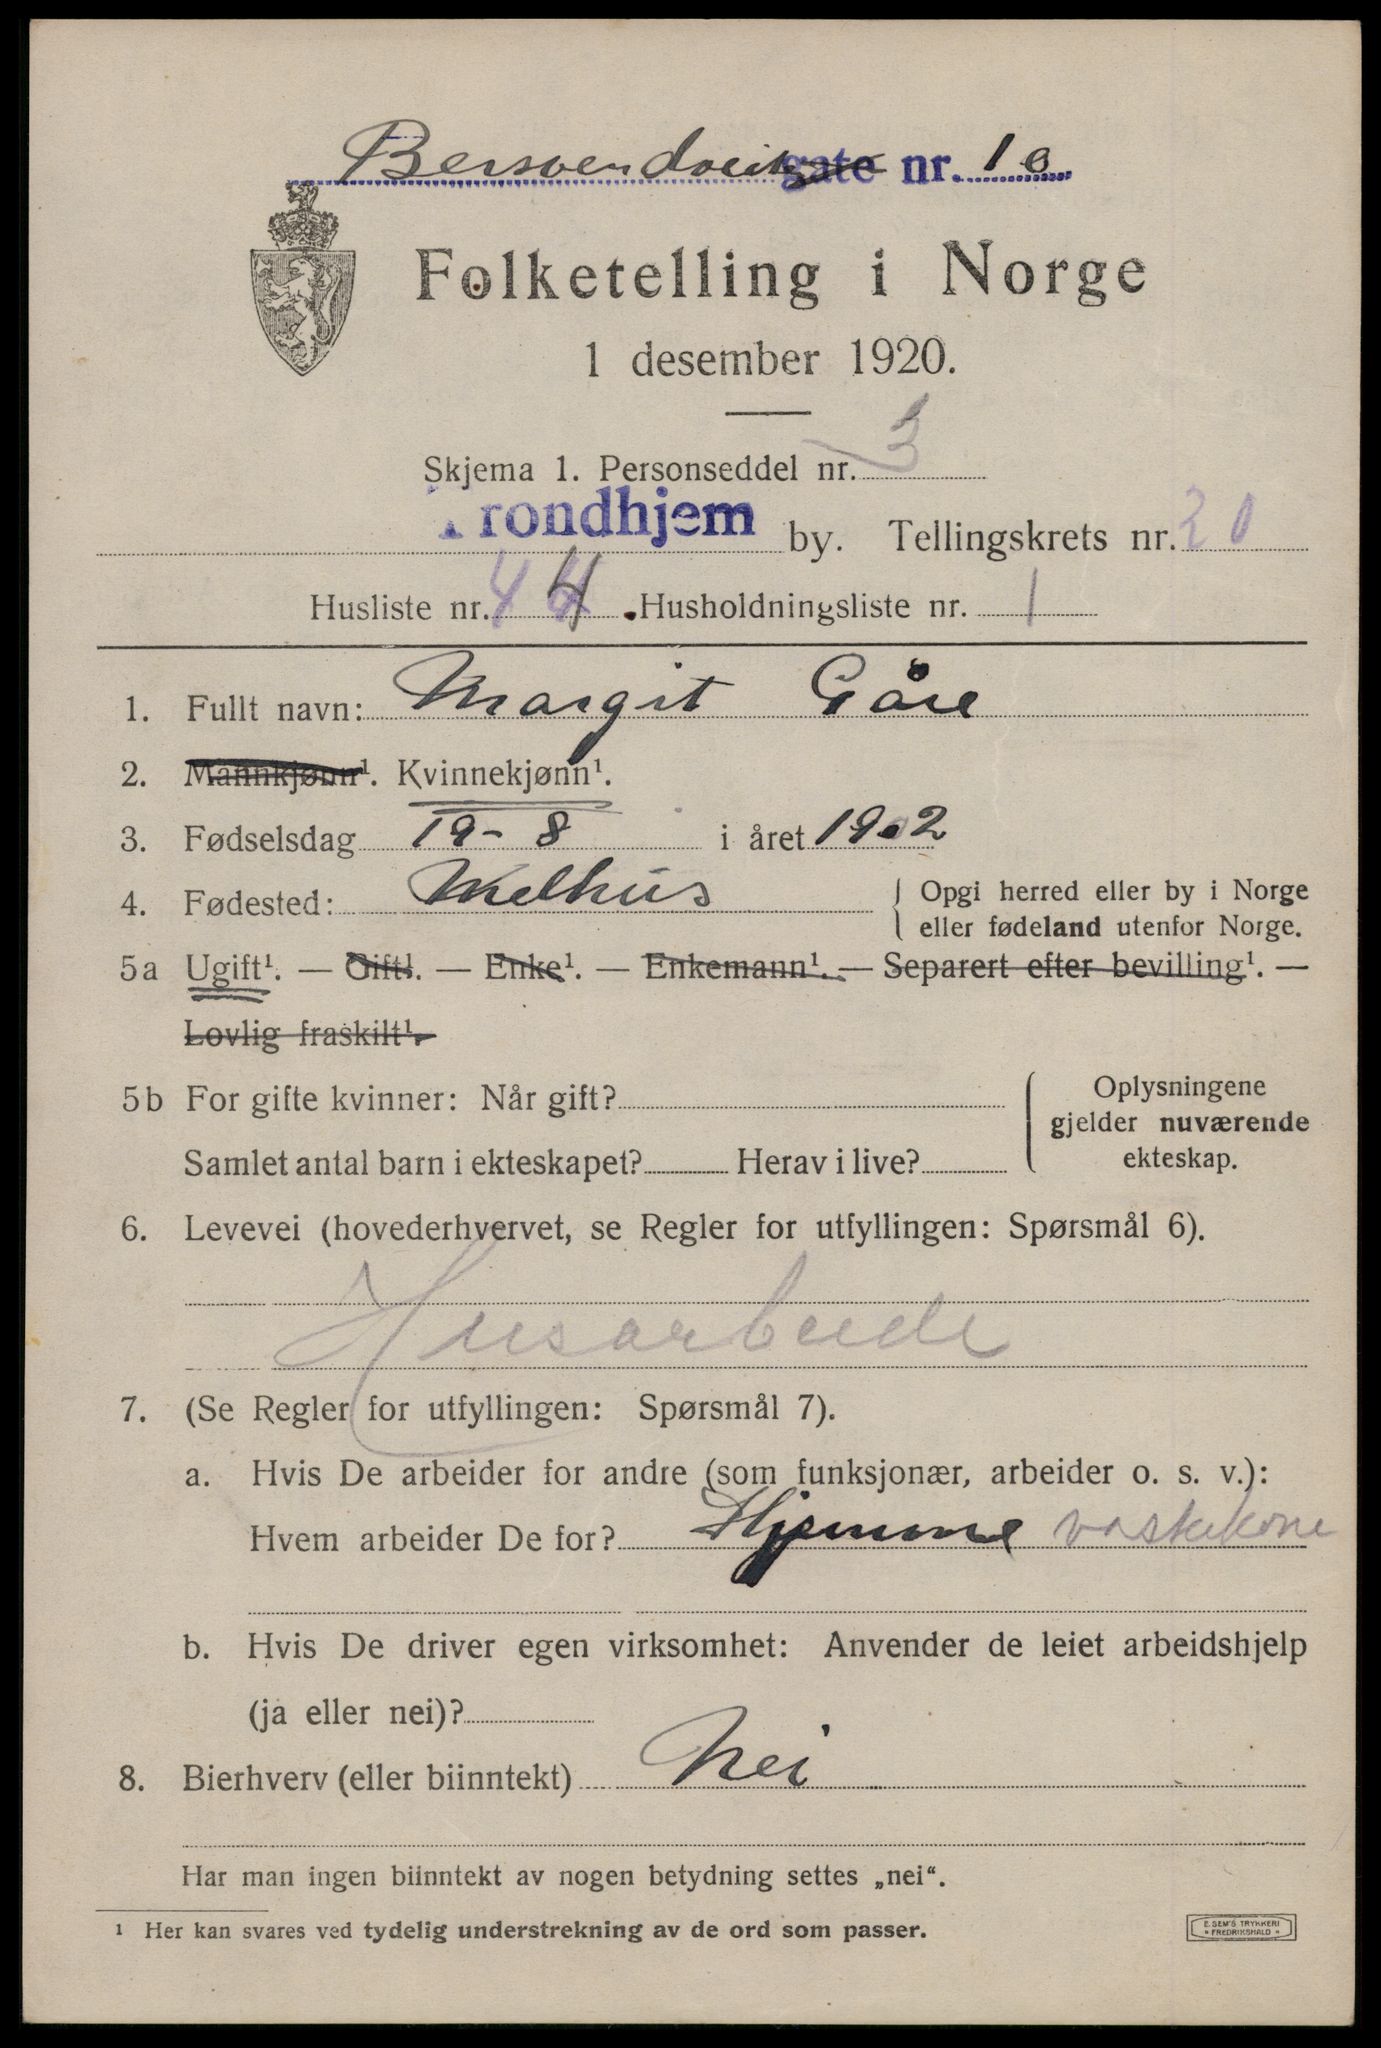 Bersvendveita gate nr. 10
Folketelling i Norge
1 desember 1920.
Skjema 1. Personseddel nr. 3
Trondhjem by. Tellingskrets nr. 20
Husliste nr. 44. Husholdningsliste nr. 1
1. Fullt navn: Margit Gåre
2. Mannkjønn¹. Kvinnekjønn¹.
3. Fødselsdag 19-8 i året 1902
4. Fødested: Melhus { Opgi herred eller by i Norge
eller fødeland utenfor Norge.
5a Ugift¹. — Gift¹. — Enke¹. — Enkemann¹. — Separert efter bevilling¹. —
Lovlig fraskilt¹.
5b For gifte kvinner: Når gift?
Samlet antal barn i ekteskapet? Herav i live?
Oplysningene
gjelder nuværende
ekteskap.
6. Levevei (hovederhvervet, se Regler for utfyllingen: Spørsmål 6).
Husarbeide
7. (Se Regler for utfyllingen: Spørsmål 7).
a. Hvis De arbeider for andre (som funksjonær, arbeider o. s. v.):
Hvem arbeider De for? Hjemme vaskekone
b. Hvis De driver egen virksomhet: Anvender de leiet arbeidshjelp
(ja eller nei)?
8. Bierhverv (eller biinntekt) Nei
Har man ingen biinntekt av nogen betydning settes „nei“.
¹ Her kan svares ved tydelig understrekning av de ord som passer.
E. SEM'S TRYKKERI
FREDRIKSHALD